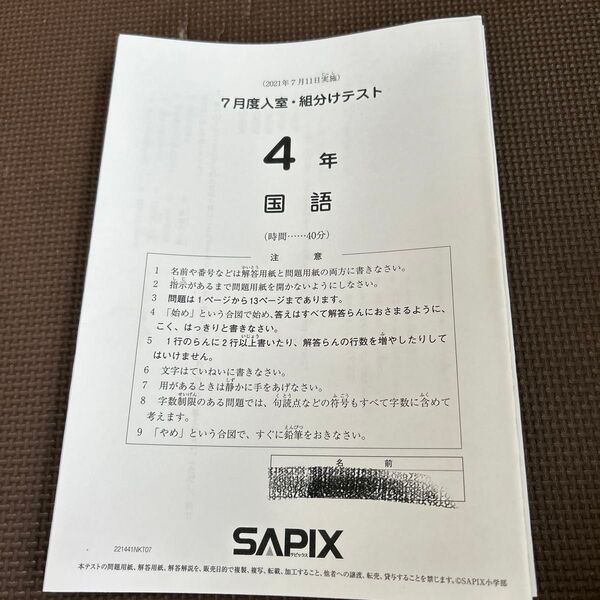 (2021年7月11日実施)
7月度入室・組分けテスト
4年
国語
(時間……40分)
注意
1 名前や番号などは解答用紙と問題用紙の両方に書きなさい。
2 指示があるまで問題用紙を開かないようにしなさい。
3 問題は1ページから13ページまであります。
4 「始め」という合図で始め、答えはすべて解答らんにおさまるように、
こく、はっきりと書きなさい。
5 1行のらんに2行以上書いたり、解答らんの行数を増やしたりして
はいけません。
6 文字はていねいに書きなさい。
7 用があるときは静かに手をあげなさい。
8 字数制限のある問題では、句読点などの符号もすべて字数に含めて
考えます。
9 「やめ」という合図で、すぐに鉛筆をおきなさい。
名前
SAPIX
サピックス
221441NKT07
本テストの問題用紙、解答用紙、解答解説を、販売目的で複製、複写、転載、加工すること、他者への譲渡、転売、貸与することを禁じます。©SAPIX小学部